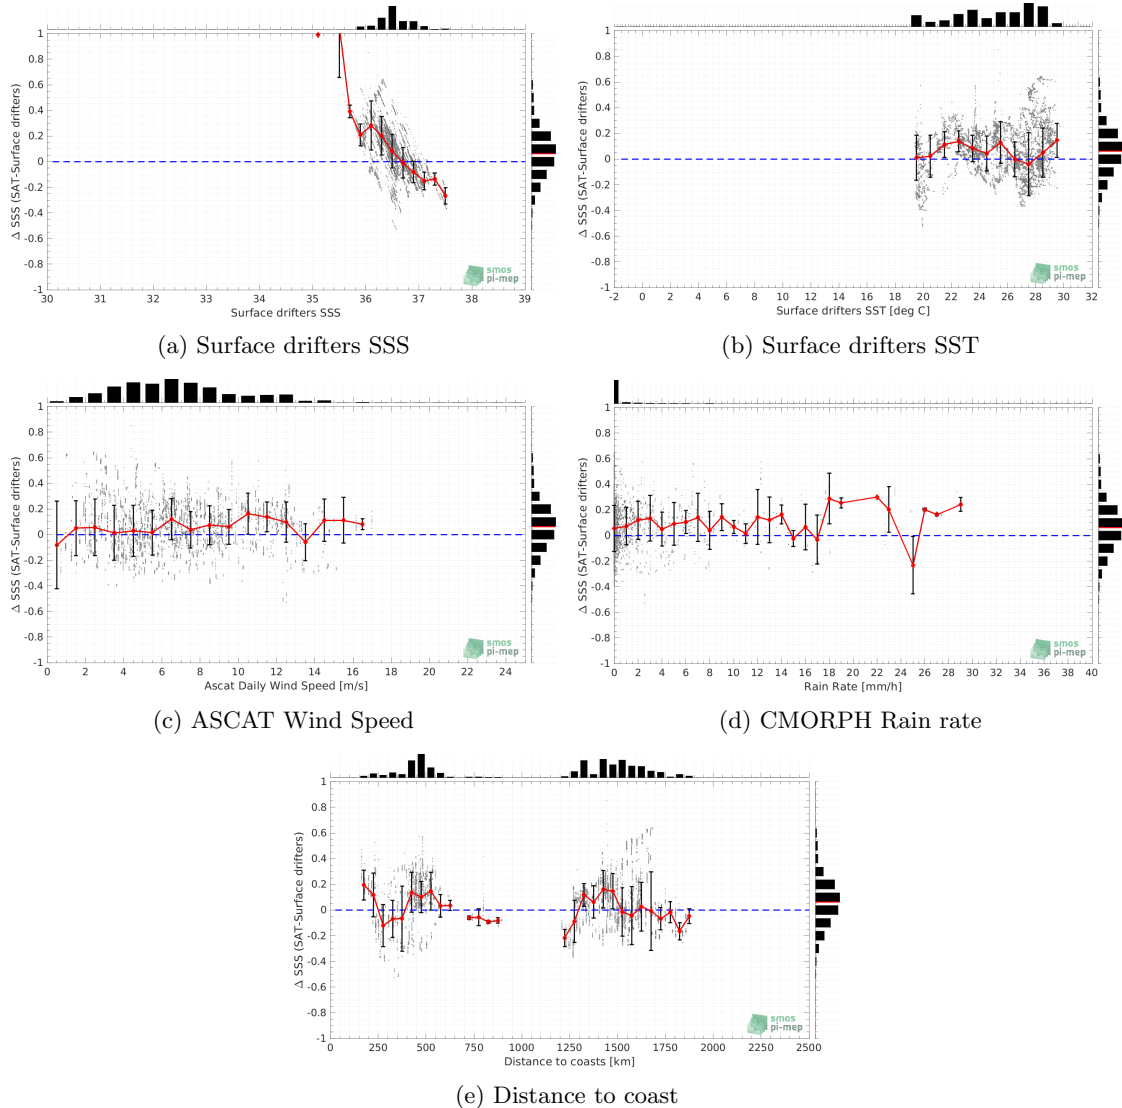 1
0.8
0.6
0.4
0.2
0
-0.2
-0.4
-0.6
-0.8
-1
Δ SSS (SAT-Surface drifters)
smos
pi-mep
30 31 32 33 34 35 36 37 38 39
Surface drifters SSS
(a) Surface drifters SSS
1
0.8
0.6
0.4
0.2
0
-0.2
-0.4
-0.6
-0.8
-1
Δ SSS (SAT-Surface drifters)
smos
pi-mep
-2 0 2 4 6 8 10 12 14 16 18 20 22 24 26 28 30 32
Surface drifters SST [deg C]
(b) Surface drifters SST
1
0.8
0.6
0.4
0.2
0
-0.2
-0.4
-0.6
-0.8
-1
Δ SSS (SAT-Surface drifters)
smos
pi-mep
0 2 4 6 8 10 12 14 16 18 20 22 24
Ascat Daily Wind Speed [m/s]
(c) ASCAT Wind Speed
1
0.8
0.6
0.4
0.2
0
-0.2
-0.4
-0.6
-0.8
-1
Δ SSS (SAT-Surface drifters)
smos
pi-mep
0 2 4 6 8 10 12 14 16 18 20 22 24 26 28 30 32 34 36 38 40
Rain Rate [mm/h]
(d) CMORPH Rain rate
1
0.8
0.6
0.4
0.2
0
-0.2
-0.4
-0.6
-0.8
-1
Δ SSS (SAT-Surface drifters)
smos
pi-mep
0 250 500 750 1000 1250 1500 1750 2000 2250 2500
Distance to coasts [km]
(e) Distance to coast